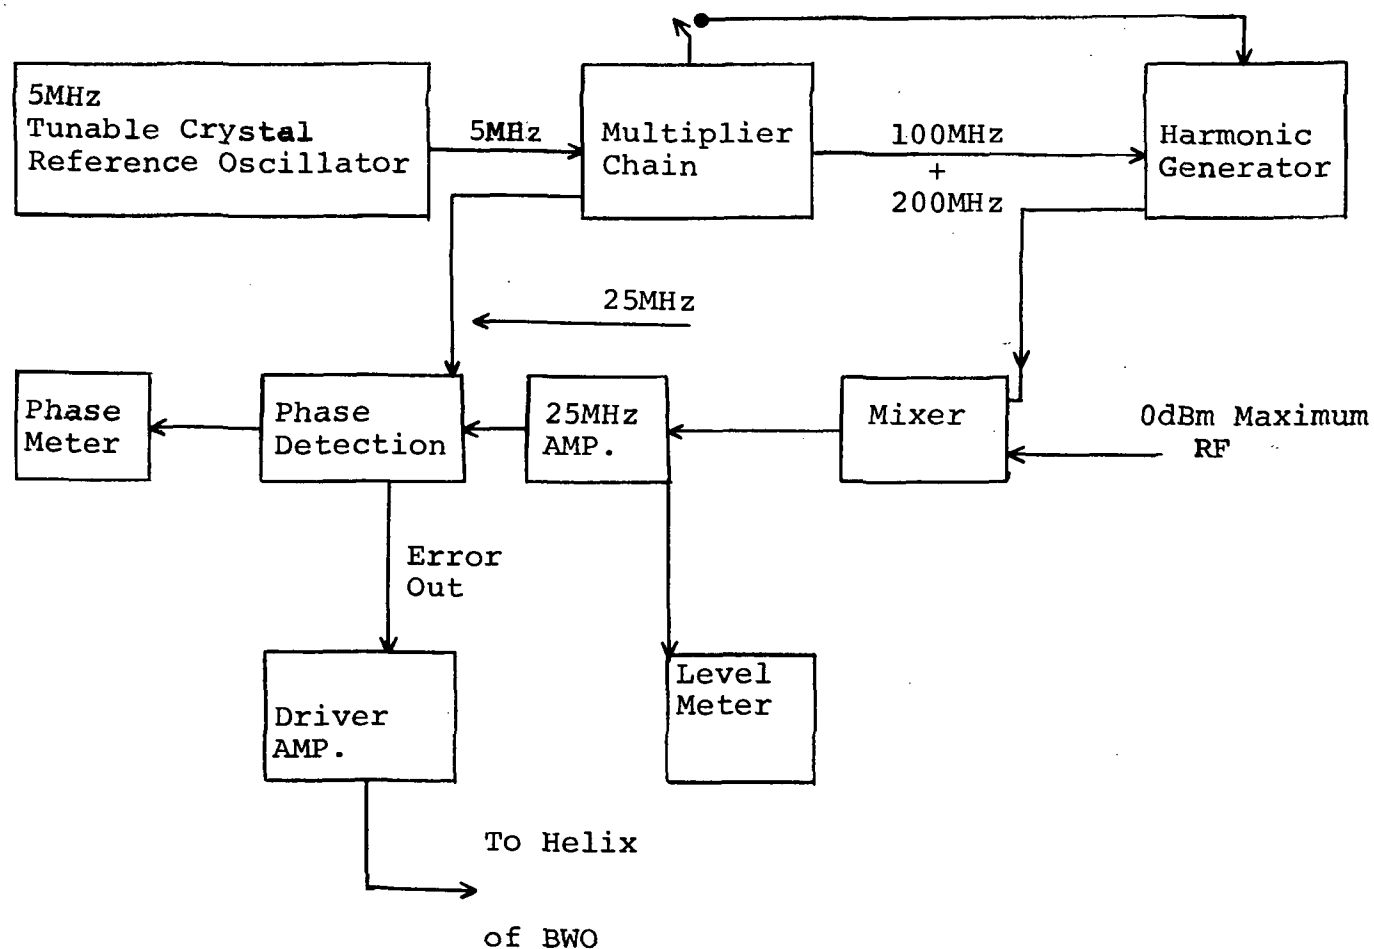 5MHz
Tunable Crystal
Reference Oscillator
5MHz
Multiplier
Chain
100MHz
+
200MHz
Harmonic
Generator
25MHz
Phase
Meter
Phase
Detection
25MHz
AMP.
Mixer
0dBm Maximum
RF
Error
Out
Driver
AMP.
Level
Meter
To Helix
of BWO